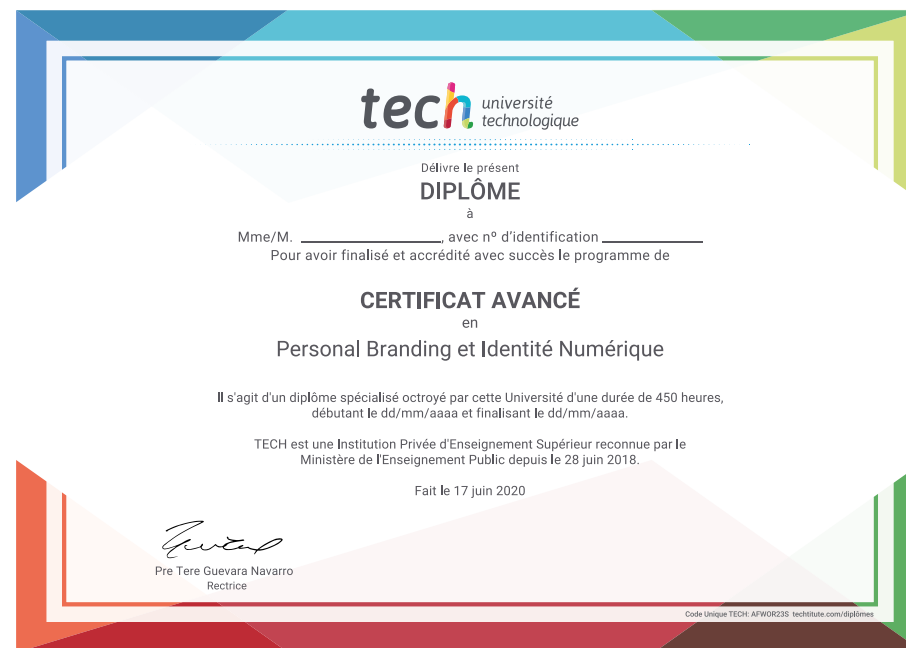 tech université
technologique
Délivre le présent
DIPLÔME
à
Mme/M. ____________________, avec nº d'identification ______________
Pour avoir finalisé et accrédité avec succès le programme de
CERTIFICAT AVANCÉ
en
Personal Branding et Identité Numérique
Il s'agit d'un diplôme spécialisé octroyé par cette Université d'une durée de 450 heures,
débutant le dd/mm/aaaa et finalisant le dd/mm/aaaa.
TECH est une Institution Privée d'Enseignement Supérieur reconnue par le
Ministère de l'Enseignement Public depuis le 28 juin 2018.
Fait le 17 juin 2020
Pre Tere Guevara Navarro
Rectrice
Code Unique TECH: AFWOR23S techtitute.com/diplômes